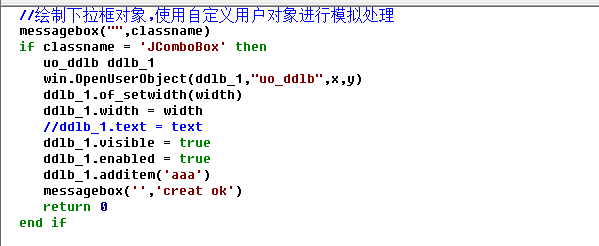 //绘制下拉框对象,使用自定义用户对象进行模拟处理
messagebox("",classname)
if classname = 'JComboBox' then
uo_ddlb ddlb_1
win.OpenUserObject(ddlb_1,"uo_ddlb",x,y)
ddlb_1.of_setwidth(width)
ddlb_1.width = width
//ddlb_1.text = text
ddlb_1.visible = true
ddlb_1.enabled = true
ddlb_1.additem('aaa')
messagebox('','creat ok')
return 0
end if